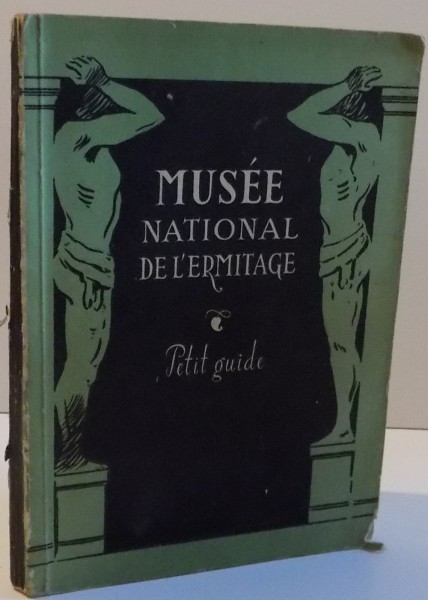 MUSÉE
NATIONAL
DE L'ERMITAGE
Petit guide